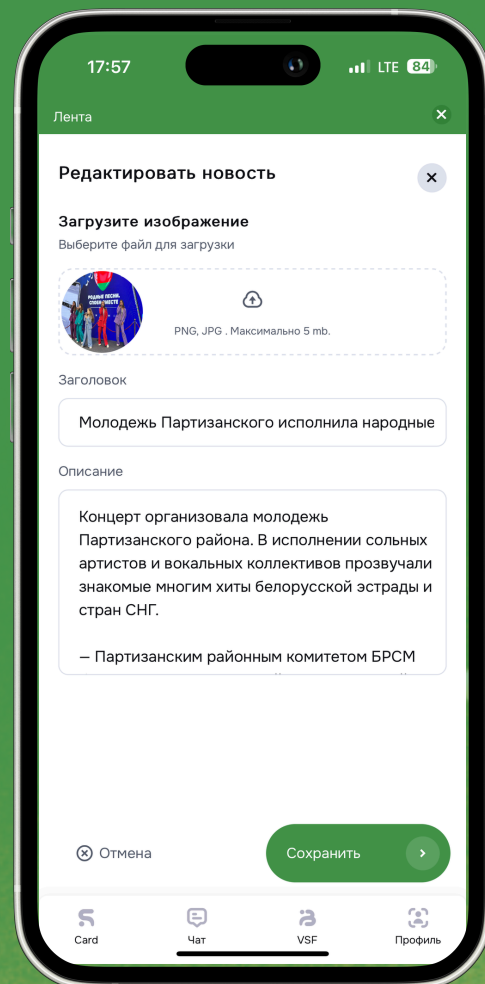 17:57
LTE 84
Лента
Редактировать новость
Загрузите изображение
Выберите файл для загрузки
РОДНЫЕ ПЕСНИ,
PNG, JPG . Максимально 5 mb.
Заголовок
Молодежь Партизанского исполнила народные
Описание
Концерт организовала молодежь
Партизанского района. В исполнении сольных
артистов и вокальных коллективов прозвучали
знакомые многим хиты белорусской эстрады и
стран СНГ.
— Партизанским районным комитетом БРСМ
Отмена
Сохранить
Card
Чат
VSF
Профиль